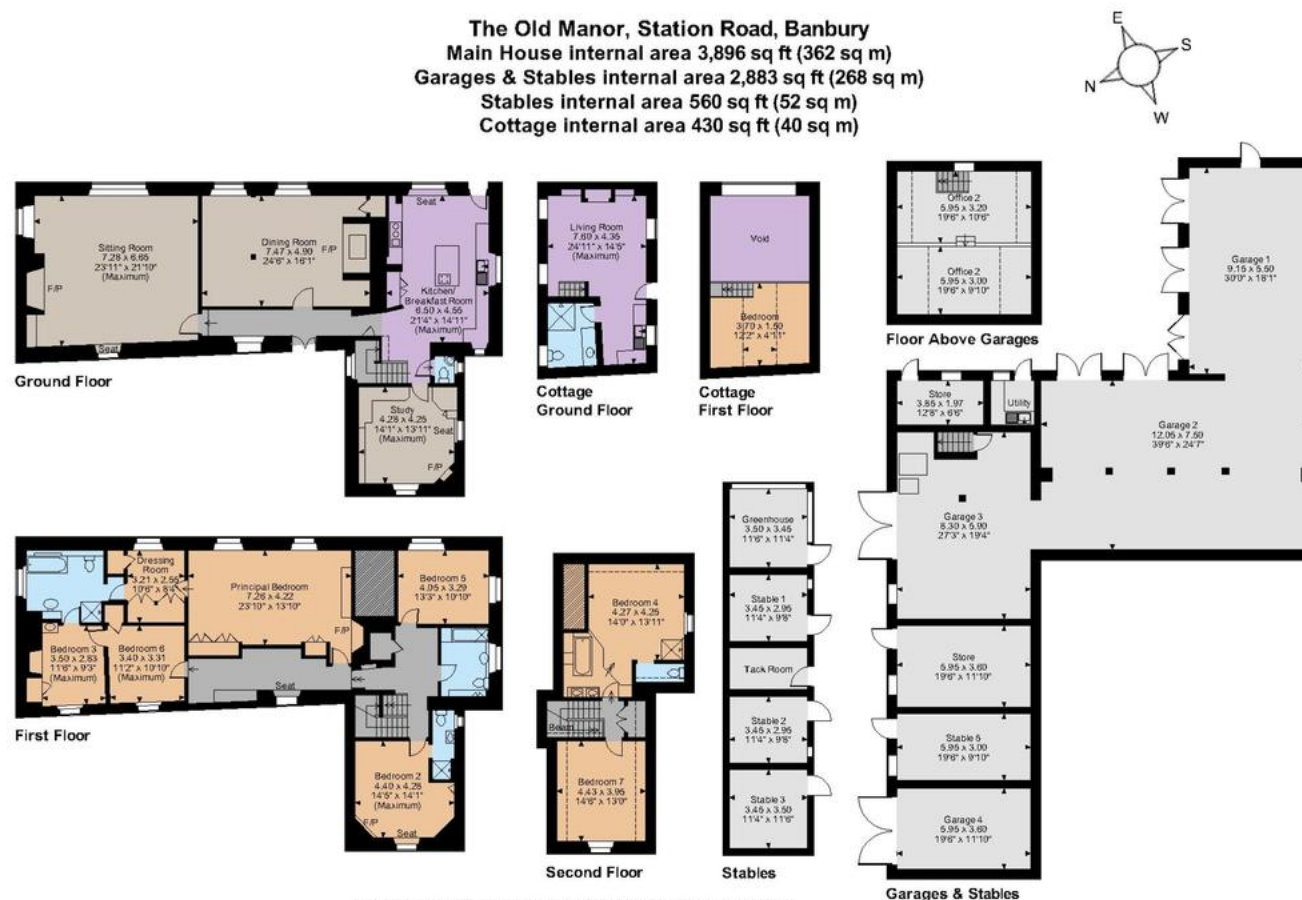 The Old Manor, Station Road, Banbury
Main House internal area 3,896 sq ft (362 sq m)
Garages & Stables internal area 2,883 sq ft (268 sq m)
Stables internal area 560 sq ft (52 sq m)
Cottage internal area 430 sq ft (40 sq m)
E
S
N
W
Sitting Room
7.28 x 6.65
23'11" x 21'10"
(Maximum)
F/P
Seat
Dining Room
7.47 x 4.90
24'6" x 16'1"
F/P
Seat
Kitchen/
Breakfast Room
6.50 x 4.55
21'4" x 14'11"
(Maximum)
Study
4.28 x 4.25
14'1" x 13'11"
(Maximum)
Seat
F/P
Ground Floor
Living Room
7.60 x 4.35
24'11" x 14'5"
(Maximum)
Cottage
Ground Floor
Void
Bedroom
3.70 x 1.50
12'2" x 4'11"
Cottage
First Floor
Office 2
5.95 x 3.20
19'6" x 10'6"
Office 2
5.95 x 3.00
19'6" x 9'10"
Floor Above Garages
Garage 1
9.15 x 5.50
30'0" x 18'1"
Store
3.85 x 1.97
12'8" x 6'6"
Utility
Garage 2
12.05 x 7.50
39'6" x 24'7"
Garage 3
8.30 x 5.90
27'3" x 19'4"
Store
5.95 x 3.60
19'6" x 11'10"
Stable 5
5.95 x 3.00
19'6" x 9'10"
Garage 4
5.95 x 3.60
19'6" x 11'10"
Garages & Stables
Dressing
Room
3.21 x 2.55
10'6" x 8'4"
Principal Bedroom
7.26 x 4.22
23'10" x 13'10"
F/P
Bedroom 5
4.05 x 3.29
13'3" x 10'10"
Bedroom 3
3.50 x 2.83
11'6" x 9'3"
(Maximum)
Bedroom 6
3.40 x 3.31
11'2" x 10'10"
(Maximum)
Seat
Bedroom 2
4.40 x 4.28
14'5" x 14'1"
(Maximum)
F/P
Seat
First Floor
Bedroom 4
4.27 x 4.25
14'0" x 13'11"
Beam
Bedroom 7
4.43 x 3.95
14'6" x 13'0"
Second Floor
Greenhouse
3.50 x 3.45
11'6" x 11'4"
Stable 1
3.45 x 2.95
11'4" x 9'8"
Tack Room
Stable 2
3.45 x 2.95
11'4" x 9'8"
Stable 3
3.45 x 3.50
11'4" x 11'6"
Stables